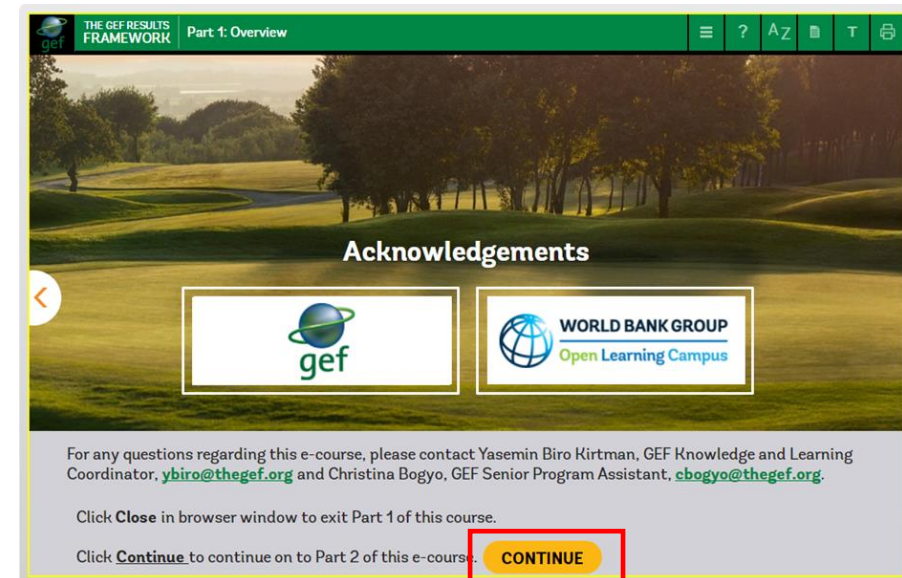 gef
THE GEF RESULTS
FRAMEWORK
Part 1: Overview
? AZ T
Acknowledgements
gef
WORLD BANK GROUP
Open Learning Campus
For any questions regarding this e-course, please contact Yasemin Biro Kirtman, GEF Knowledge and Learning
Coordinator, ybiro@thegef.org and Christina Bogyo, GEF Senior Program Assistant, cbogyo@thegef.org.
Click Close in browser window to exit Part 1 of this course.
Click Continue to continue on to Part 2 of this e-course. CONTINUE